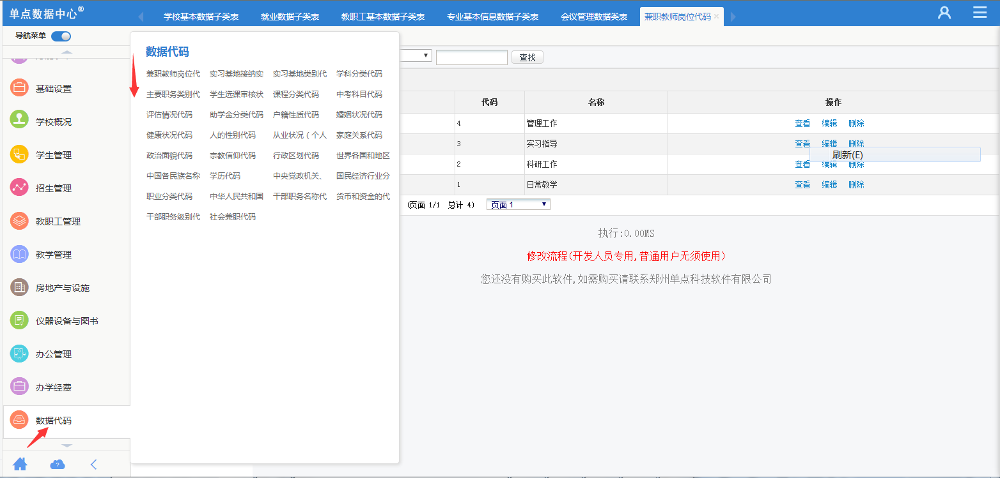 单点数据中心®
学校基本数据子类表 就业数据子类表 教职工基本数据子类表 专业基本信息数据子类表 会议管理数据类表 兼职教师岗位代码 ×
导航菜单
基础设置
学校概况
学生管理
招生管理
教职工管理
教学管理
房地产与设施
仪器设备与图书
办公管理
办学经费
数据代码
数据代码
兼职教师岗位代 实习基地接纳实 实习基地类别代 学科分类代码
主要职务类别代 学生选课审核状 课程分类代码 中考科目代码
评估情况代码 助学金分类代码 户籍性质代码 婚姻状况代码
健康状况代码 人的性别代码 从业状况(个人 家庭关系代码
政治面貌代码 宗教信仰代码 行政区划代码 世界各国和地区
中国各民族名称 学历代码 中央党政机关、 国民经济行业分
职业分类代码 中华人民共和国 干部职务名称代 货币和资金的代
干部职务级别代 社会兼职代码
查找
代码 名称 操作
4 管理工作 查看 编辑 删除
3 实习指导 查看 编辑 删除
刷新(E)
2 科研工作 查看 编辑 删除
1 日常教学 查看 编辑 删除
(页面 1/1 总计 4) 页面 1
执行:0.00MS
修改流程(开发人员专用,普通用户无须使用)
您还没有购买此软件,如需购买请联系郑州单点科技软件有限公司